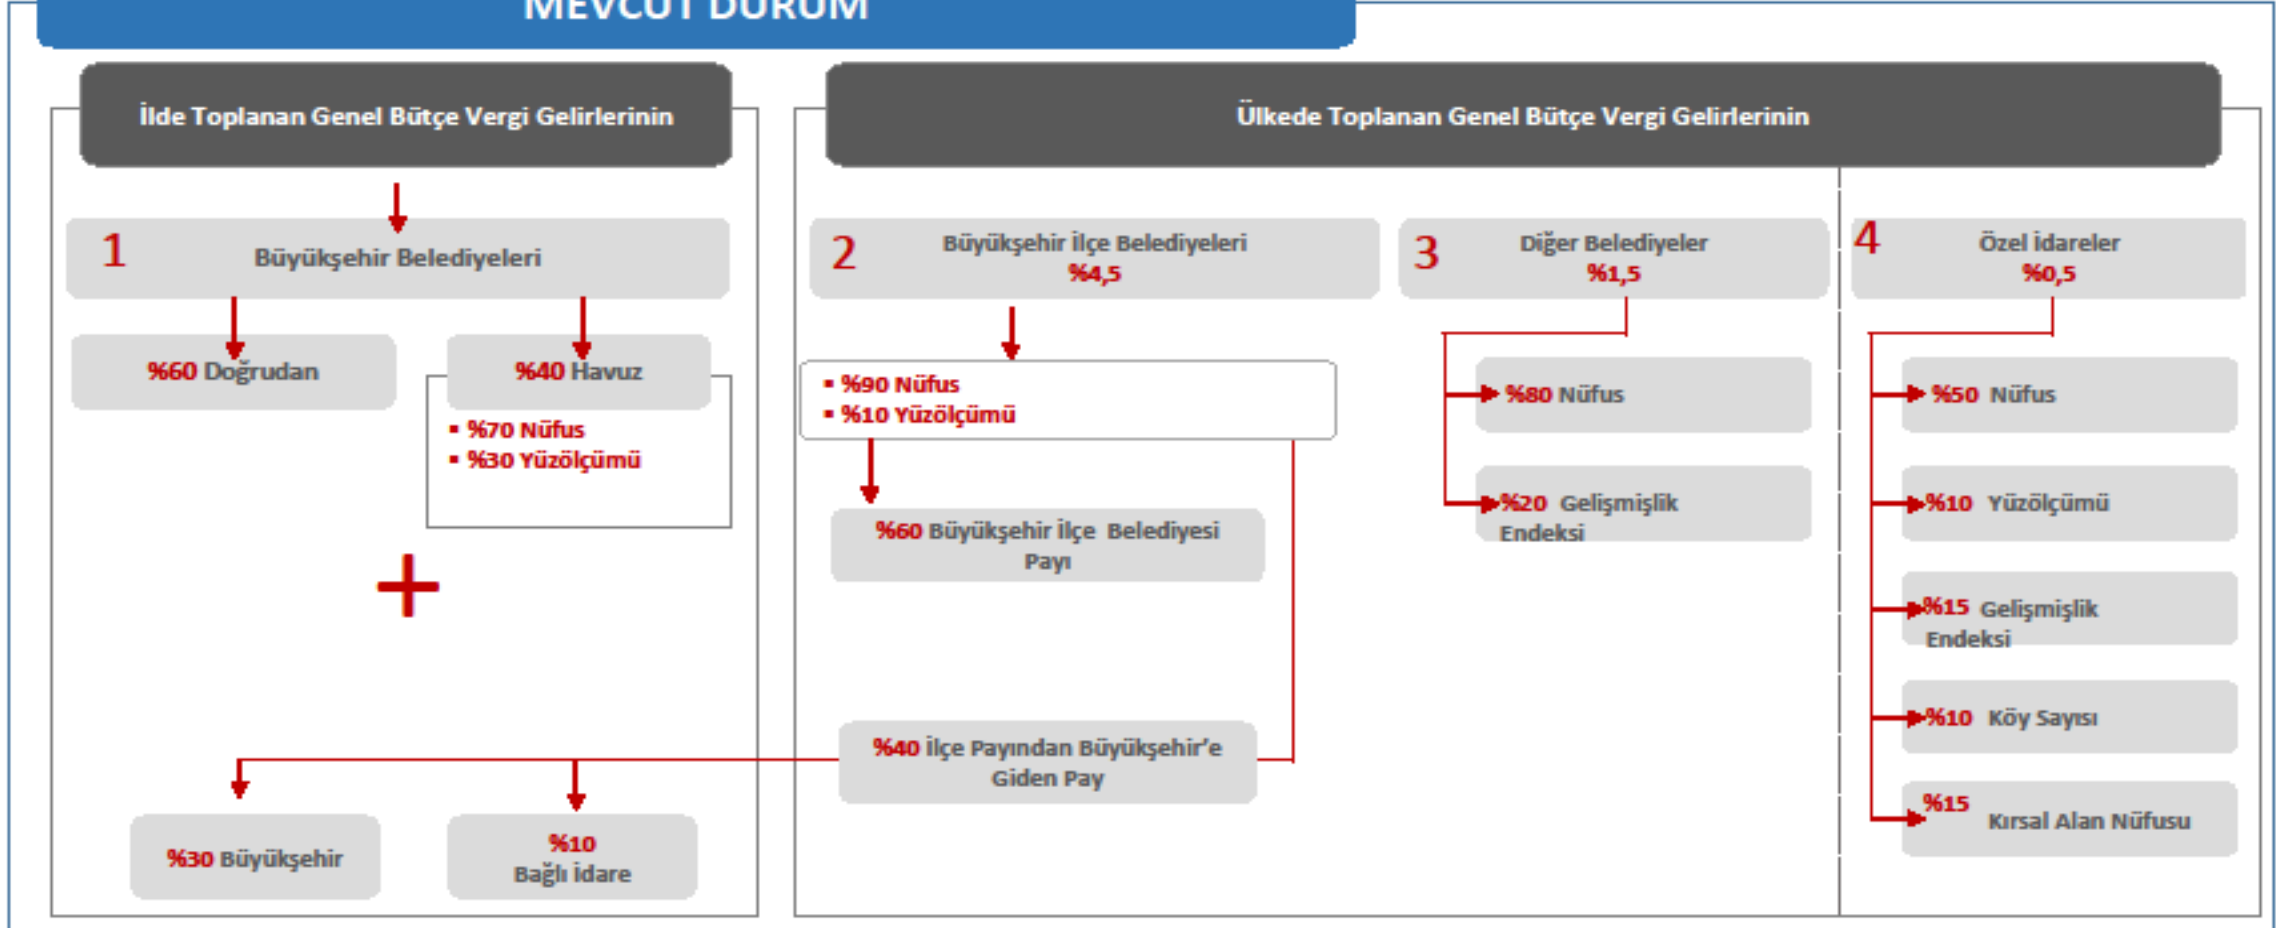 MEVCUT DURUM
İlde Toplanan Genel Bütçe Vergi Gelirlerinin
1
Büyükşehir Belediyeleri
%60 Doğrudan
%40 Havuz
▪ %70 Nüfus
▪ %30 Yüzölçümü
+
%30 Büyükşehir
%10
Bağlı İdare
Ülkede Toplanan Genel Bütçe Vergi Gelirlerinin
2
Büyükşehir İlçe Belediyeleri
%4,5
▪ %90 Nüfus
▪ %10 Yüzölçümü
%60 Büyükşehir İlçe Belediyesi
Payı
%40 İlçe Payından Büyükşehir’e
Giden Pay
3
Diğer Belediyeler
%1,5
%80 Nüfus
%20 Gelişmişlik
Endeksi
4
Özel İdareler
%0,5
%50 Nüfus
%10 Yüzölçümü
%15 Gelişmişlik
Endeksi
%10 Köy Sayısı
%15
Kırsal Alan Nüfusu